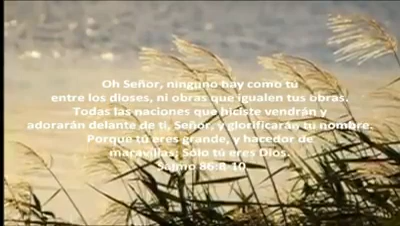 Oh Señor, ninguno hay como tu
entre los dioses, ni obras que igualen tus obras.
Todas las naciones que hiciste vendrán y
adorarán delante de ti, Señor, y glorificarán tu nombre.
Porque tú eres grande, y hacedor de
maravillas; Sólo tú eres Dios.
Salmo 86:8-10